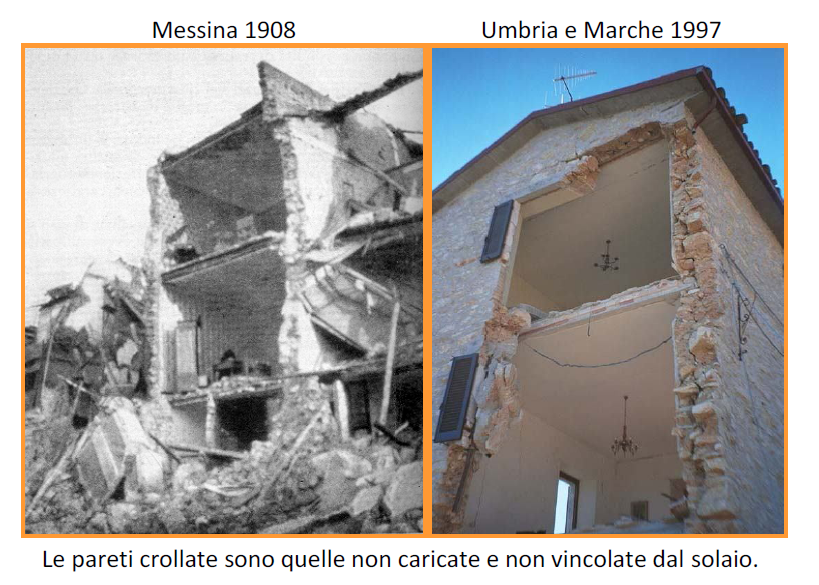 Messina 1908
Umbria e Marche 1997
Le pareti crollate sono quelle non caricate e non vincolate dal solaio.